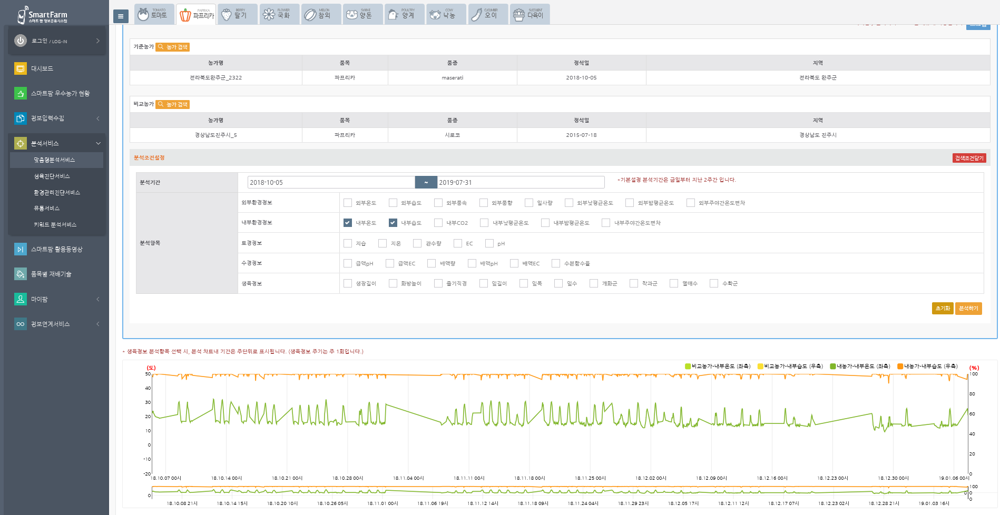 SmartFarm
스마트 팜 정보공유시스템
TOMATO
토마토
PAPRIKA
파프리카
BERRY
딸기
FLOWER
국화
MELON
참외
SWINE
양돈
POULTRY
양계
COW
낙농
CUCUMBER
오이
SUCCULENT
다육이
로그인 / LOG-IN
대시보드
스마트팜 우수농가 현황
정보입력수집
분석서비스
맞춤형분석서비스
생육진단서비스
환경관리진단서비스
유통서비스
키워드 분석서비스
스마트팜 활용동영상
품목별 재배기술
마이팜
정보연계서비스
기준농가 농가 검색
농가명 품목 품종 정식일 지역
전라북도완주군_2322 파프리카 maserati 2018-10-05 전라북도 완주군
비교농가 농가 검색
농가명 품목 품종 정식일 지역
경상남도진주시_5 파프리카 시로코 2015-07-18 경상남도 진주시
분석조건설정 검색조건닫기
분석기간 2018-10-05 ~ 2019-07-31 *기본설정 분석기간은 금일부터 지난 2주간 입니다.
분석항목
외부환경정보 외부온도 외부습도 외부풍속 외부풍향 일사량 외부낮평균온도 외부밤평균온도 외부주야간온도편차
내부환경정보 내부온도 내부습도 내부CO2 내부낮평균온도 내부밤평균온도 내부주야간온도편차
토경정보 지습 지온 관수량 EC pH
수경정보 급액pH 급액EC 배액량 배액pH 배액EC 수분함수율
생육정보 생장길이 화방높이 줄기직경 잎길이 잎폭 잎수 개화군 착과군 열매수 수확군
초기화 분석하기
* 생육정보 분석항목 선택 시, 분석 차트내 기간은 주단위로 표시됩니다. (생육정보 주기는 주 1회입니다.)
비교농가-내부온도 (좌측) 비교농가-내부습도 (우측) 내농가-내부온도 (좌측) 내농가-내부습도 (우측)
(도) (%)
50 100
40
80
30
20 60
10
40
0
20
-10
-20 0
18.10.07 00시 18.10.14 00시 18.10.21 00시 18.10.28 00시 18.11.04 00시 18.11.11 00시 18.11.18 00시 18.11.25 00시 18.12.02 00시 18.12.09 00시 18.12.16 00시 18.12.23 00시 18.12.30 00시 19.01.06 00시
100
0
0
18.10.08 21시 18.10.14 15시 18.10.20 10시 18.10.26 05시 18.11.01 00시 18.11.06 19시 18.11.12 14시 18.11.18 09시 18.11.24 04시 18.11.29 23시 18.12.05 17시 18.12.11 12시 18.12.17 07시 18.12.23 02시 18.12.28 21시 19.01.03 16시